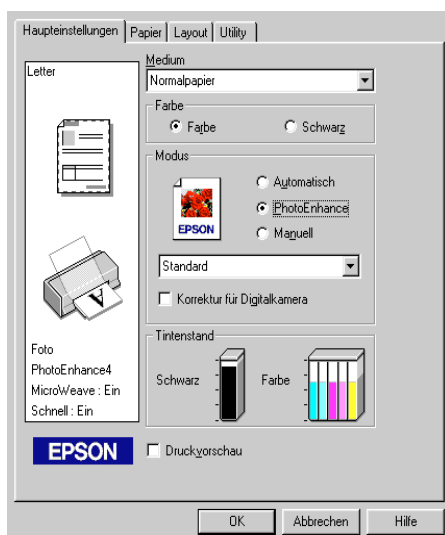 Haupteinstellungen Papier Layout Utility
Letter
Medium
Normalpapier
Farbe
Farbe Schwarz
Modus
EPSON
Automatisch
PhotoEnhance
Manuell
Standard
Korrektur für Digitalkamera
Tintenstand
Schwarz Farbe
A
Foto
PhotoEnhance4
MicroWeave : Ein
Schnell : Ein
EPSON
Druckvorschau
OK Abbrechen Hilfe